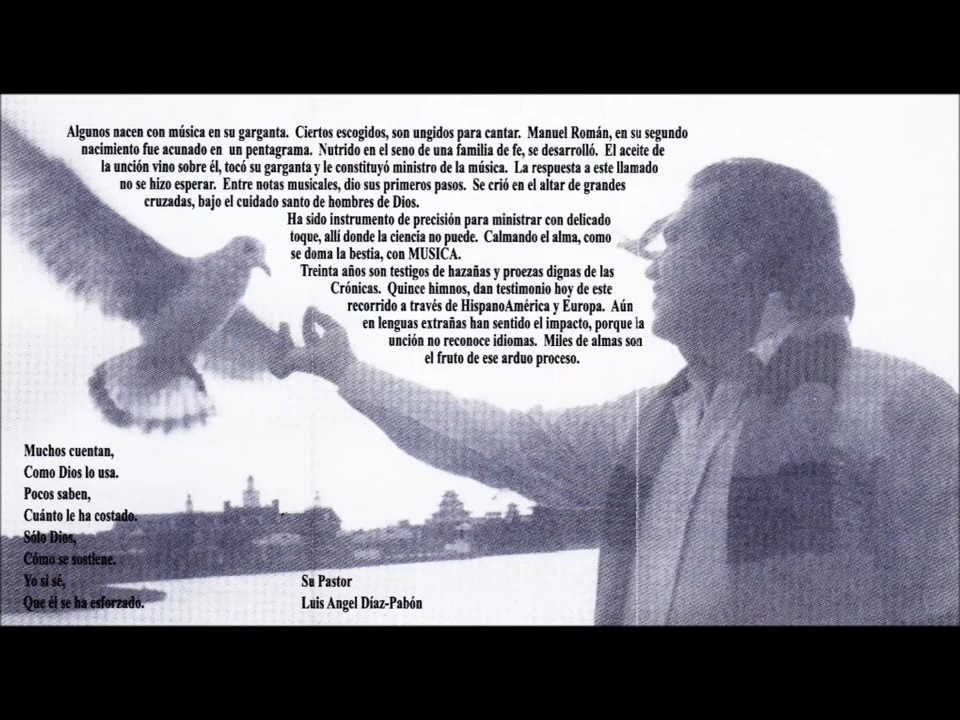 Algunos nacen con música en su garganta. Ciertos escogidos, son ungidos para cantar. Manuel Román, en su segundo
nacimiento fue acunado en un pentagrama. Nutrido en el seno de una familia de fe, se desarrolló. El aceite de
la unción vino sobre él, tocó su garganta y le constituyó ministro de la música. La respuesta a este llamado
no se hizo esperar. Entre notas musicales, dio sus primeros pasos. Se crió en el altar de grandes
cruzadas, bajo el cuidado santo de hombres de Dios.
Ha sido instrumento de precisión para ministrar con delicado
toque, allí donde la ciencia no puede. Calmando el alma, como
se doma la bestia, con MUSICA.
Treinta años son testigos de hazañas y proezas dignas de las
Crónicas. Quince himnos, dan testimonio hoy de este
recorrido a través de HispanoAmérica y Europa. Aún
en lenguas extrañas han sentido el impacto, porque la
unción no reconoce idiomas. Miles de almas son
el fruto de ese arduo proceso.
Muchos cuentan,
Como Dios lo usa.
Pocos saben,
Cuánto le ha costado.
Sólo Dios,
Cómo se sostiene.
Yo si sé,
Que él se ha esforzado.
Su Pastor
Luis Angel Díaz-Pabón